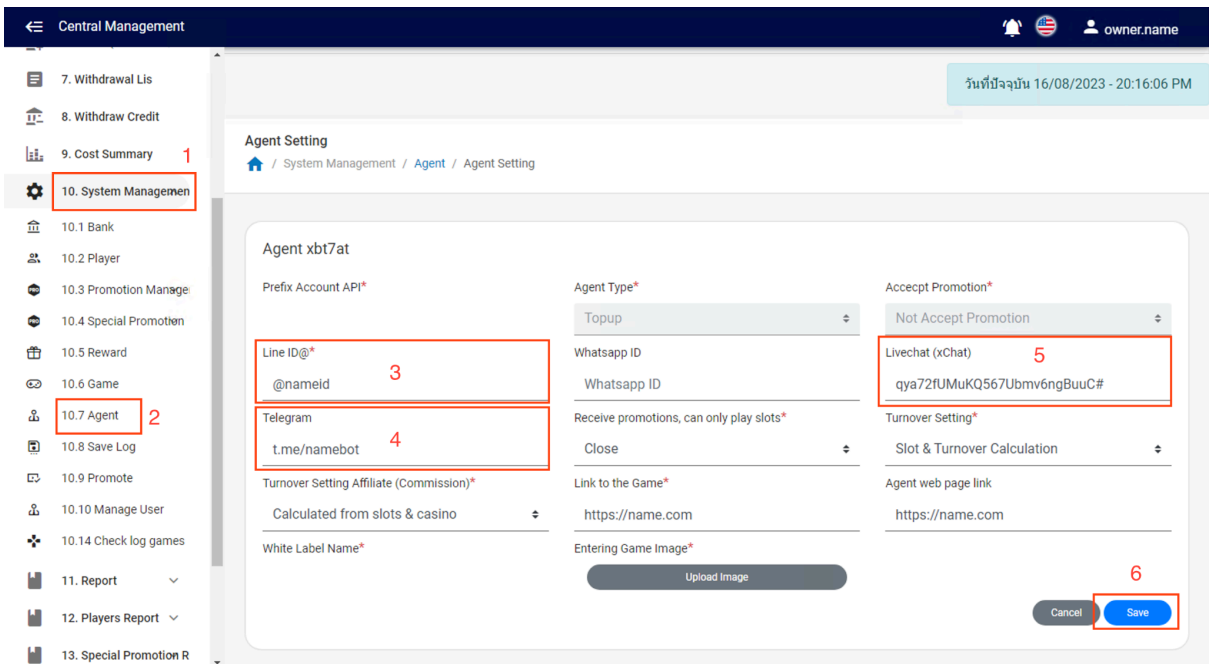 Central Management
owner.name
7. Withdrawal Lis
8. Withdraw Credit
9. Cost Summary 1
10. System Managemen
10.1 Bank
10.2 Player
10.3 Promotion Manage
10.4 Special Promotion
10.5 Reward
10.6 Game
10.7 Agent 2
10.8 Save Log
10.9 Promote
10.10 Manage User
10.14 Check log games
11. Report
12. Players Report
13. Special Promotion R
วันที่ปัจจุบัน 16/08/2023 - 20:16:06 PM
Agent Setting
/ System Management / Agent / Agent Setting
Agent xbt7at
Prefix Account API* Agent Type* Accecpt Promotion*
Topup Not Accept Promotion
Line ID@* Whatsapp ID Livechat (xChat) 5
@nameid 3 Whatsapp ID qya72fUMuKQ567Ubmv6ngBuuC#
Telegram Receive promotions, can only play slots* Turnover Setting*
t.me/namebot 4 Close Slot & Turnover Calculation
Turnover Setting Affiliate (Commission)* Link to the Game* Agent web page link
Calculated from slots & casino https://name.com https://name.com
White Label Name* Entering Game Image*
Upload Image 6
Cancel Save